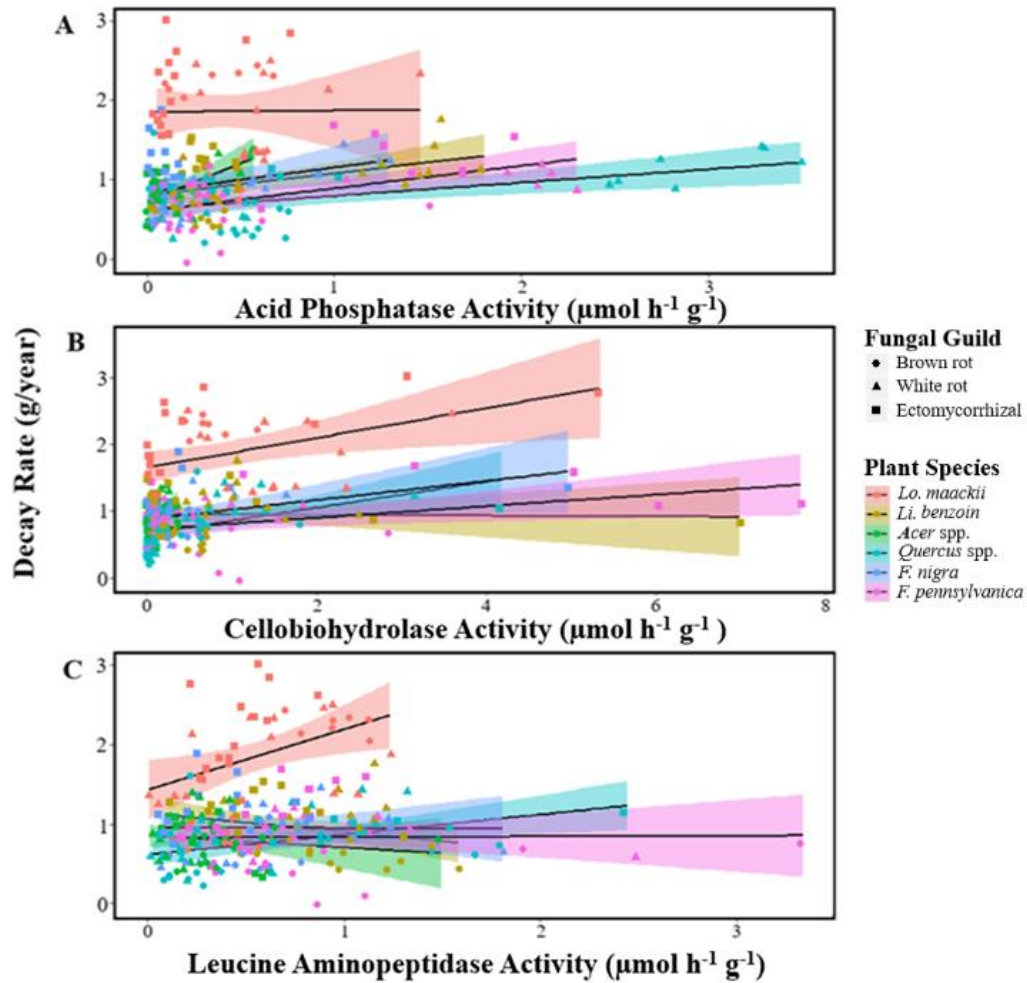 A
3
2
1
0
0
1
2
3
Acid Phosphatase Activity (µmol h-1 g-1)
Decay Rate (g/year)
B
3
2
1
0
0
2
4
6
8
Cellobiohydrolase Activity (µmol h-1 g-1 )
C
3
2
1
0
0
1
2
3
Leucine Aminopeptidase Activity (µmol h-1 g-1)
Fungal Guild
Brown rot
White rot
Ectomycorrhizal
Plant Species
Lo. maackii
Li. benzoin
Acer spp.
Quercus spp.
F. nigra
F. pennsylvanica